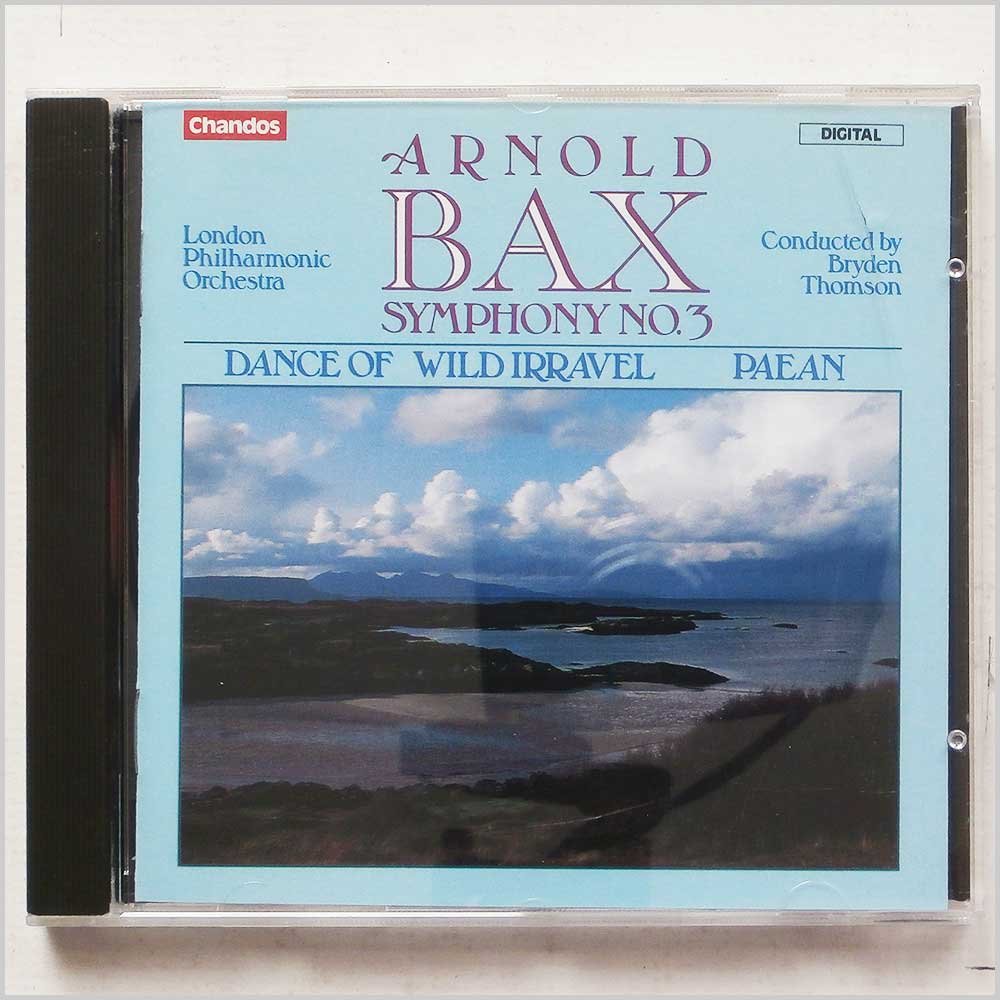 Chandos
DIGITAL
ARNOLD
BAX
SYMPHONY NO.3
London
Philharmonic
Orchestra
Conducted by
Bryden
Thomson
DANCE OF WILD IRRAVEL PAEAN